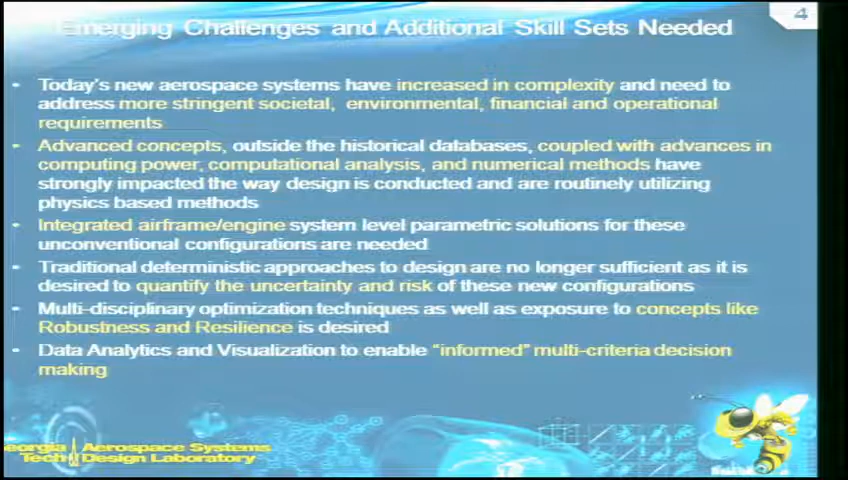 Emerging Challenges and Additional Skill Sets Needed
4
• Today's new aerospace systems have increased in complexity and need to
address more stringent societal, environmental, financial and operational
requirements
• Advanced concepts, outside the historical databases, coupled with advances in
computing power, computational analysis, and numerical methods have
strongly impacted the way design is conducted and are routinely utilizing
physics based methods
• Integrated airframe/engine system level parametric solutions for these
unconventional configurations are needed
• Traditional deterministic approaches to design are no longer sufficient as it is
desired to quantify the uncertainty and risk of these new configurations
• Multi-disciplinary optimization techniques as well as exposure to concepts like
Robustness and Resilience is desired
• Data Analytics and Visualization to enable "informed" multi-criteria decision
making
Georgia Aerospace Systems
Tech Design Laboratory